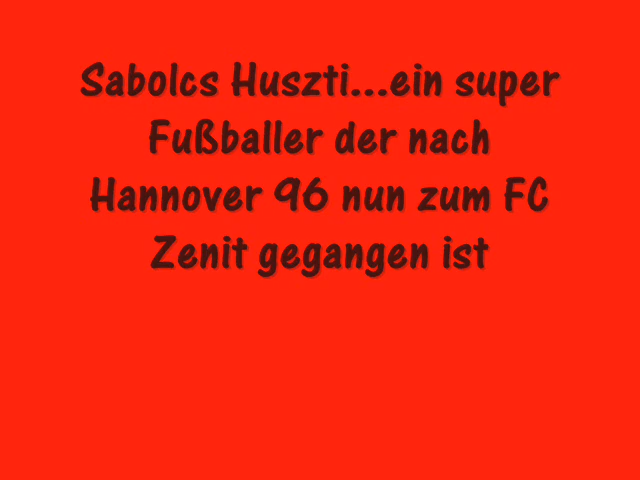 Sabolcs Huszti...ein super
Fußballer der nach
Hannover 96 nun zum FC
Zenit gegangen ist